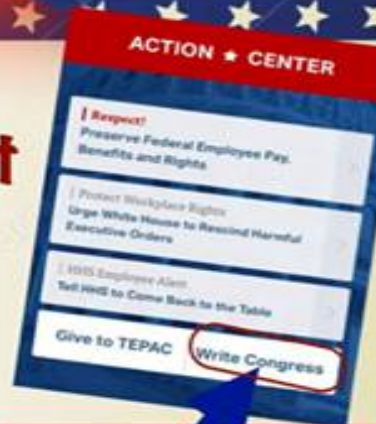 ACTION ★ CENTER
t
Respect!
Preserve Federal Employee Pay,
Benefits and Rights
Protect Workplace Rights
Urge White House to Rescind Harmful
Executive Orders
HHS Employee Alert
Tell HHS to Come Back to the Table
Give to TEPAC
Write Congress